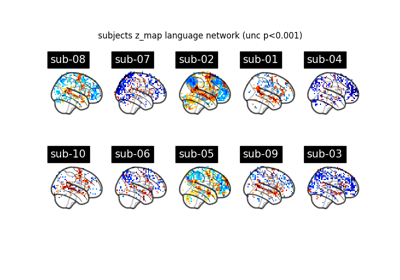 subjects z_map language network (unc p<0.001)
sub-08 sub-07 sub-02 sub-01 sub-04
sub-10 sub-06 sub-05 sub-09 sub-03